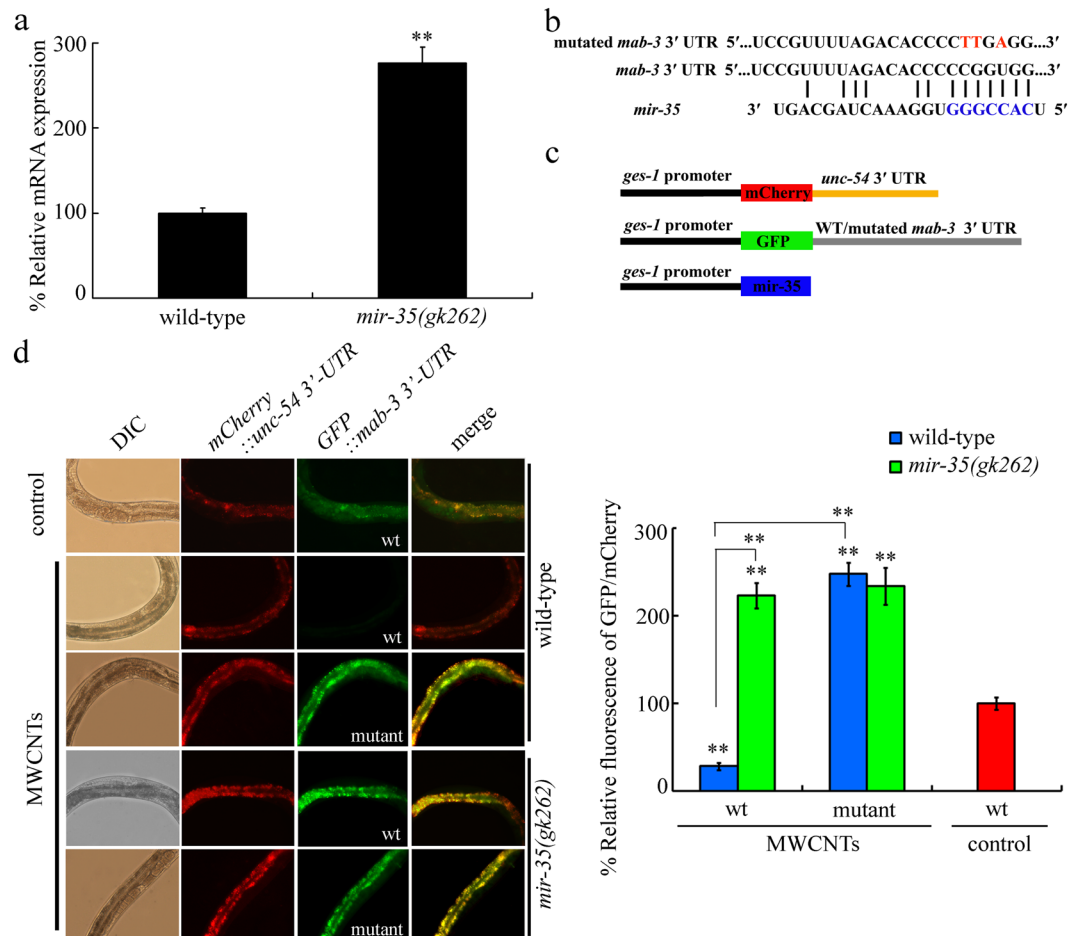 a
% Relative mRNA expression
300
200
100
0
**
wild-type
mir-35(gk262)
b
mutated mab-3 3′ UTR 5′...UCCGUUUUAGACACCCCTTGAGG...3′
mab-3 3′ UTR 5′...UCCGUUUUAGACACCCCCGGUGG...3′
mir-35 3′ UGACGAUCAAAGGUGGGCCACU 5′
c
ges-1 promoter
mCherry
unc-54 3′ UTR
ges-1 promoter
GFP
WT/mutated mab-3 3′ UTR
ges-1 promoter
mir-35
d
DIC
mCherry
::unc-54 3′-UTR
GFP
::mab-3 3′-UTR
merge
control
MWCNTs
wt
wt
mutant
wt
mutant
wild-type
mir-35(gk262)
wild-type
mir-35(gk262)
% Relative fluorescence of GFP/mCherry
300
200
100
0
**
**
**
**
**
**
wt
mutant
wt
MWCNTs
control